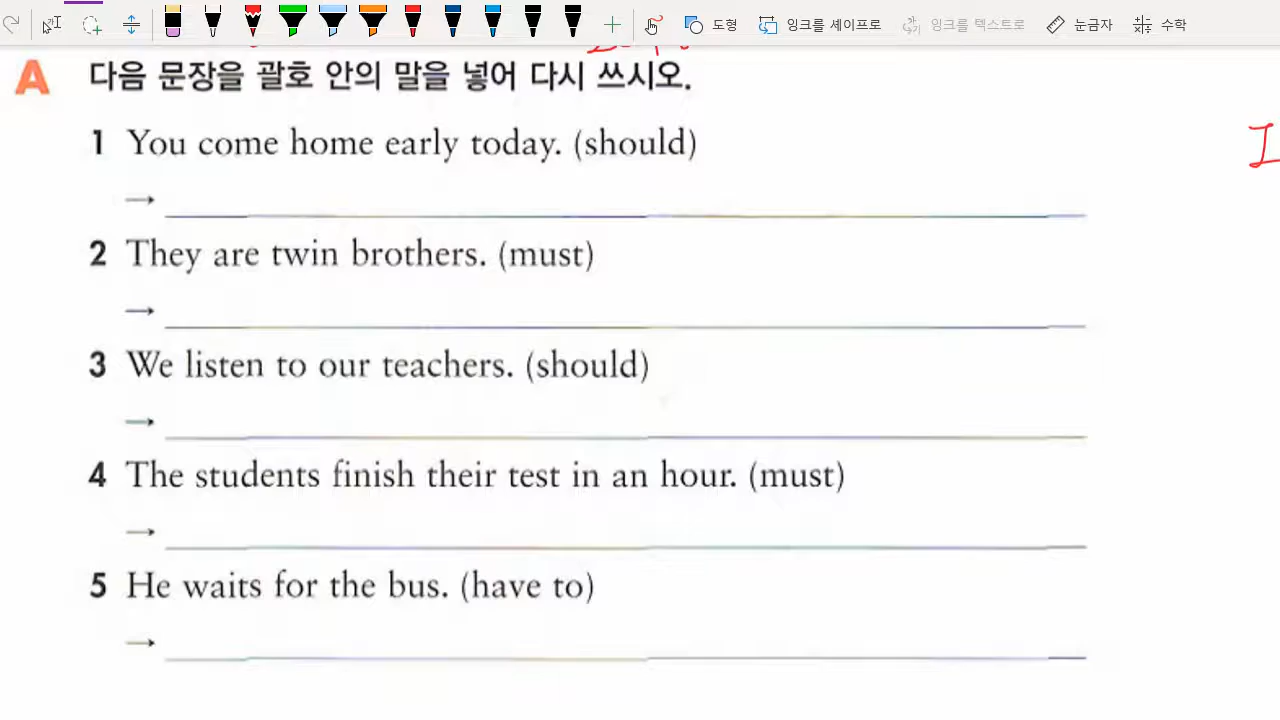 도형 잉크를 셰이프로 잉크를 텍스트로 눈금자 수학
A 다음 문장을 괄호 안의 말을 넣어 다시 쓰시오.
1 You come home early today. (should)
→
2 They are twin brothers. (must)
→
3 We listen to our teachers. (should)
→
4 The students finish their test in an hour. (must)
→
5 He waits for the bus. (have to)
→